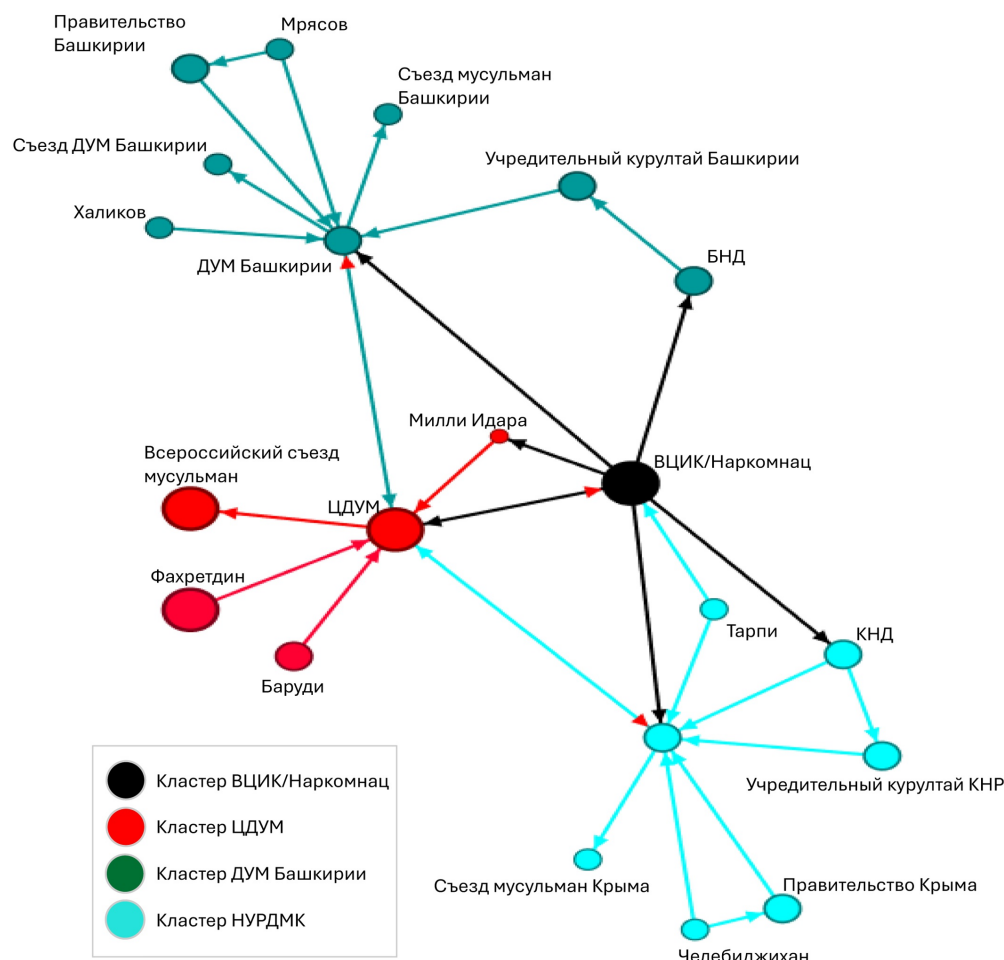 Правительство
Башкирии
Мрясов
Съезд мусульман
Башкирии
Съезд ДУМ Башкирии
Учредительный курултай Башкирии
Халиков
ДУМ Башкирии
БНД
Милли Идара
Всероссийский съезд
мусульман
ВЦИК/Наркомнац
ЦДУМ
Фахретдин
Тарпи
КНД
Баруди
Учредительный курултай КНР
Съезд мусульман Крыма
Правительство Крыма
Челебиджихан
Кластер ВЦИК/Наркомнац
Кластер ЦДУМ
Кластер ДУМ Башкирии
Кластер НУРДМК